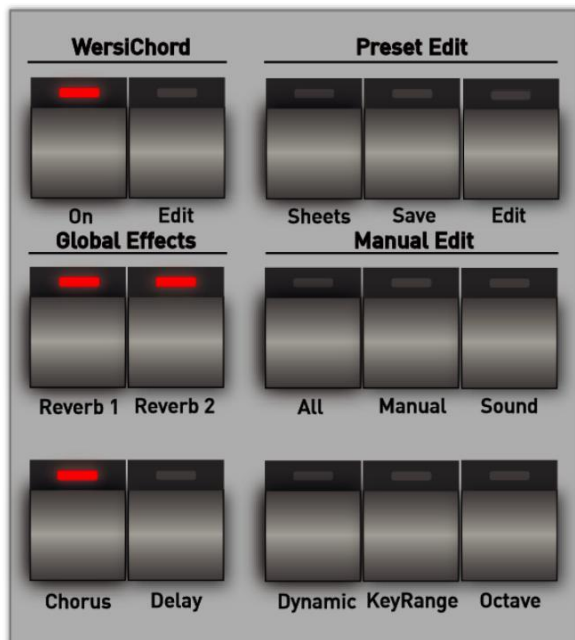 WersiChord Preset Edit
On Edit Sheets Save Edit
Global Effects Manual Edit
Reverb 1 Reverb 2 All Manual Sound
Chorus Delay Dynamic KeyRange Octave